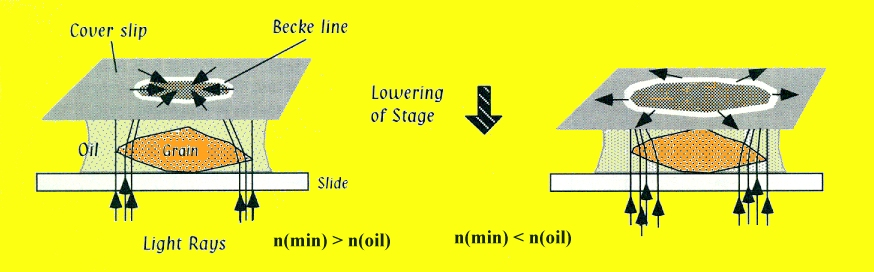 Cover slip
Becke line
Lowering
of Stage
Oil
Grain
Slide
Light Rays
n(min) > n(oil)
n(min) < n(oil)